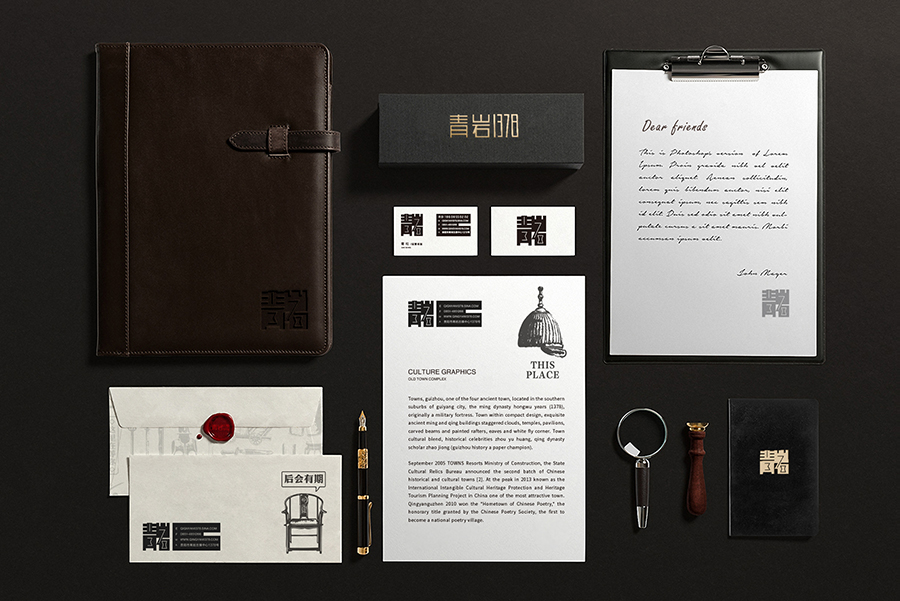 青岩1378
Dear friends
This is Photoshop's version of Lorem
Ipsum. Proin gravida nibh vel velit
auctor aliquet. Aenean sollicitudin,
lorem quis bibendum auctor, nisi elit
consequat ipsum, nec sagittis sem nibh
id elit. Duis sed odio sit amet nibh vul-
putate cursus a sit amet mauris. Morbi
accumsan ipsum velit.
John Mayer
THIS
PLACE
CULTURE GRAPHICS
OLD TOWN COMPLEX
Towns, guizhou, one of the four ancient town, located in the southern
suburbs of guiyang city, the ming dynasty hongwu years (1378),
originally a military fortress. Town within compact design, exquisite
ancient ming and qing buildings staggered clouds, temples, pavilions,
carved beams and painted rafters, eaves and white fly corner. Town
cultural blend, historical celebrities zhou yu huang, qing dynasty
scholar zhao jiong (guizhou history a paper champion).
September 2005 TOWNS Resorts Ministry of Construction, the State
Cultural Relics Bureau announced the second batch of Chinese
historical and cultural towns [2]. At the peak in 2013 known as the
International Intangible Cultural Heritage Protection and Heritage
Tourism Planning Project in China one of the most attractive town.
Qingyangzhen 2010 won the "Hometown of Chinese Poetry," the
honorary title granted by the Chinese Poetry Society, the first to
become a national poetry village.
后会有期